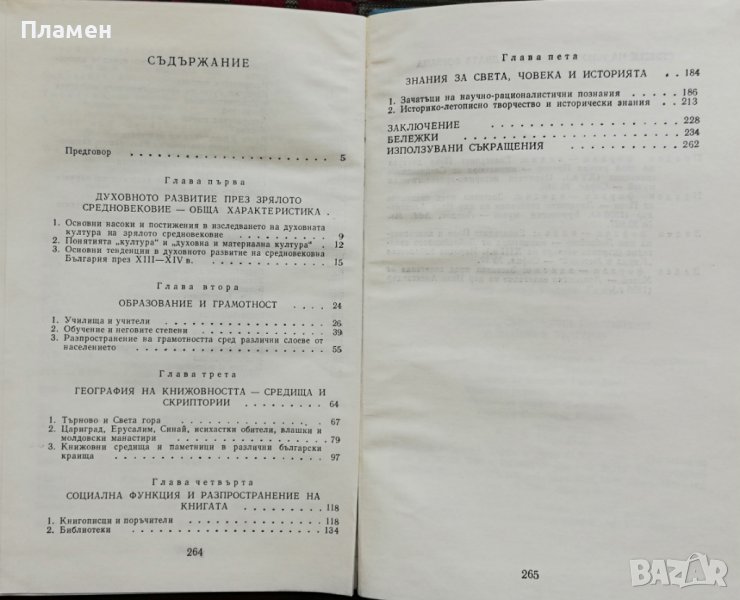 Пламен
СЪДЪРЖАНИЕ
Предговор . . . . . . . . . . . . . . . . . 5
Глава първа
ДУХОВНОТО РАЗВИТИЕ ПРЕЗ ЗРЯЛОТО
СРЕДНОВЕКОВИЕ — ОБЩА ХАРАКТЕРИСТИКА .
1. Основни насоки и постижения в изследването на духовната
култура на зрялото средновековие . . . . . . . . 9
2. Понятията „култура“ и „духовна и материална култура“ . 12
3. Основни тенденции в духовното развитие на средновековна
България през XIII—XIV в. . . . . . . . . . . 15
Глава втора
ОБРАЗОВАНИЕ И ГРАМОТНОСТ . . . . 24
1. Училища и учители . . . . . . . . . . . . 26
2. Обучение и неговите степени . . . . . . . . . 39
3. Разпространение на грамотността сред различни слоеве от
населението . . . . . . . . . . . . . . . 55
Глава трета
ГЕОГРАФИЯ НА КНИЖОВНОСТТА — СРЕДИЩА И
СКРИПТОРИИ . . . . . . . . 64
1. Търново и Света гора . . . . . . . . . . . 67
2. Цариград, Ерусалим, Синай, исихастки обители, влашки и
молдовски манастири . . . . . . . . . . . . 79
3. Книжовни средища и паметници в различни български
краища . . . . . . . . . . . . . . . . . 97
Глава четвърта
СОЦИАЛНА ФУНКЦИЯ И РАЗПРОСТРАНЕНИЕ НА
КНИГАТА . . . . . . . . 118
1. Книгописци и поръчители . . . . . . . . . . 118
2. Библиотеки . . . . . . . . . . . . . . . 134
264
Глава пета
ЗНАНИЯ ЗА СВЕТА, ЧОВЕКА И ИСТОРИЯТА . . 184
1. Зачатъци на научно-рационалистични познания . . . . 186
2. Историко-летописно творчество и исторически знания . . 213
ЗАКЛЮЧЕНИЕ . . . . . . . . . . . . . . 228
БЕЛЕЖКИ . . . . . . . . . . . . . . . 234
ИЗПОЛЗУВАНИ СЪКРАЩЕНИЯ . . . . . . . . 262
265
BAZAR